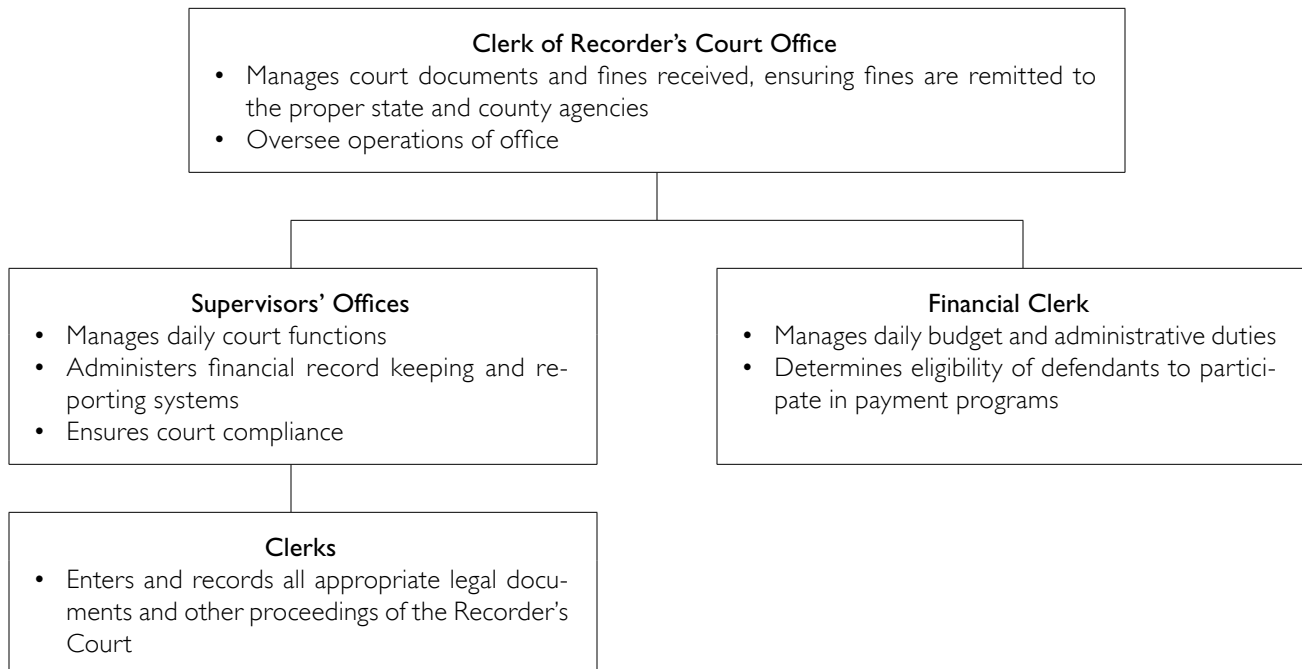 Clerk of Recorder’s Court Office
• Manages court documents and fines received, ensuring fines are remitted to
the proper state and county agencies
• Oversee operations of office
Supervisors’ Offices
• Manages daily court functions
• Administers financial record keeping and re-
porting systems
• Ensures court compliance
Financial Clerk
• Manages daily budget and administrative duties
• Determines eligibility of defendants to partici-
pate in payment programs
Clerks
• Enters and records all appropriate legal docu-
ments and other proceedings of the Recorder’s
Court